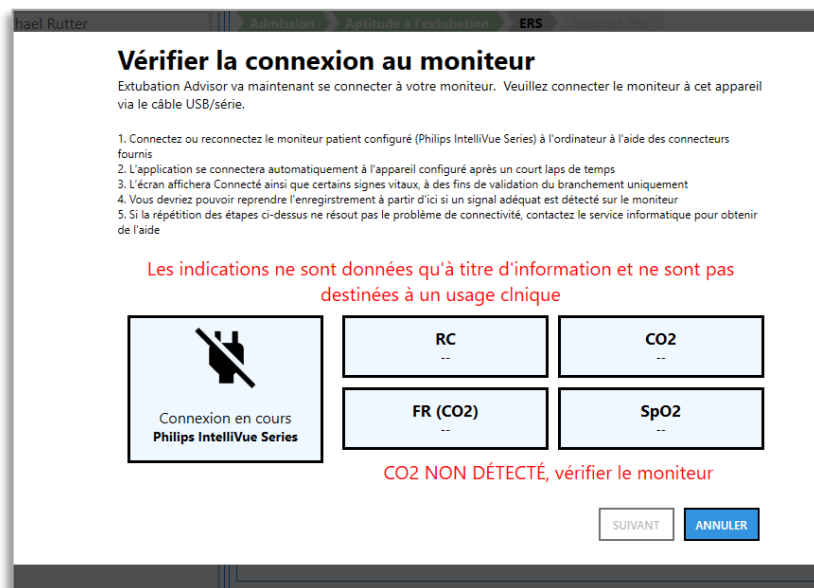 hael Rutter
Admission
Aptitude à l'extubation
ERS
Résumé ERS
Vérifier la connexion au moniteur
Extubation Advisor va maintenant se connecter à votre moniteur.  Veuillez connecter le moniteur à cet appareil
via le câble USB/série.
1. Connectez ou reconnectez le moniteur patient configuré (Philips IntelliVue Series) à l'ordinateur à l'aide des connecteurs
fournis
2. L'application se connectera automatiquement à l'appareil configuré après un court laps de temps
3. L'écran affichera Connecté ainsi que certains signes vitaux, à des fins de validation du branchement uniquement
4. Vous devriez pouvoir reprendre l'enregirstrement à partir d'ici si un signal adéquat est détecté sur le moniteur
5. Si la répétition des étapes ci-dessus ne résout pas le problème de connectivité, contactez le service informatique pour obtenir
de l'aide
Les indications ne sont données qu'à titre d'information et ne sont pas
destinées à un usage clnique
Connexion en cours
Philips IntelliVue Series
RC
--
CO2
--
FR (CO2)
--
SpO2
--
CO2 NON DÉTECTÉ, vérifier le moniteur
SUIVANT
ANNULER